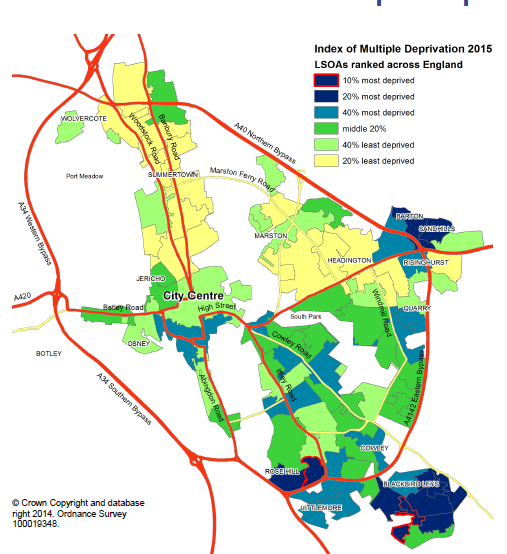 Index of Multiple Deprivation 2015
LSOAs ranked across England
10% most deprived
20% most deprived
40% most deprived
middle 20%
40% least deprived
20% least deprived
WOLVERCOTE
Woodstock Road
Banbury Road
A40 Northern Bypass
Port Meadow
SUMMERTOWN
Marston Ferry Road
A34 Western Bypass
MARSTON
BARTON
SANDHILLS
HEADINGTON
RISINGHURST
JERICHO
City Centre
A420
Botley Road
High Street
South Park
Windmill Road
QUARRY
OSNEY
BOTLEY
Cowley Road
Iffley Road
Abingdon Road
A34 Southern Bypass
A4142 Eastern Bypass
COWLEY
ROSE HILL
BLACKBIRD LEYS
LITTLEMORE
© Crown Copyright and database
right 2014. Ordnance Survey
100019348.